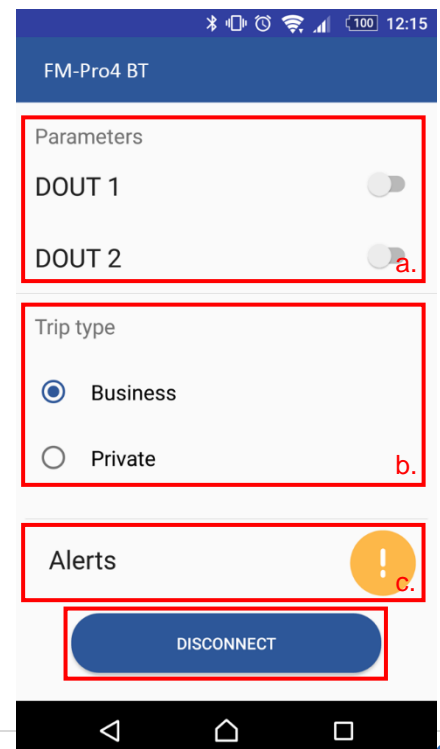 100 12:15
FM-Pro4 BT
Parameters
DOUT 1
DOUT 2
a.
Trip type
Business
Private
b.
Alerts
!
c.
DISCONNECT